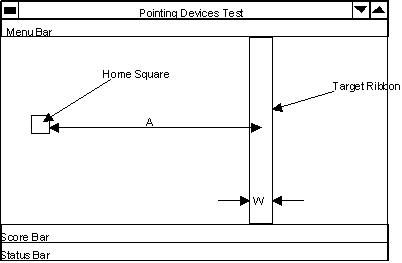 Pointing Devices Test
Menu Bar
Home Square
Target Ribbon
A
W
Score Bar
Status Bar